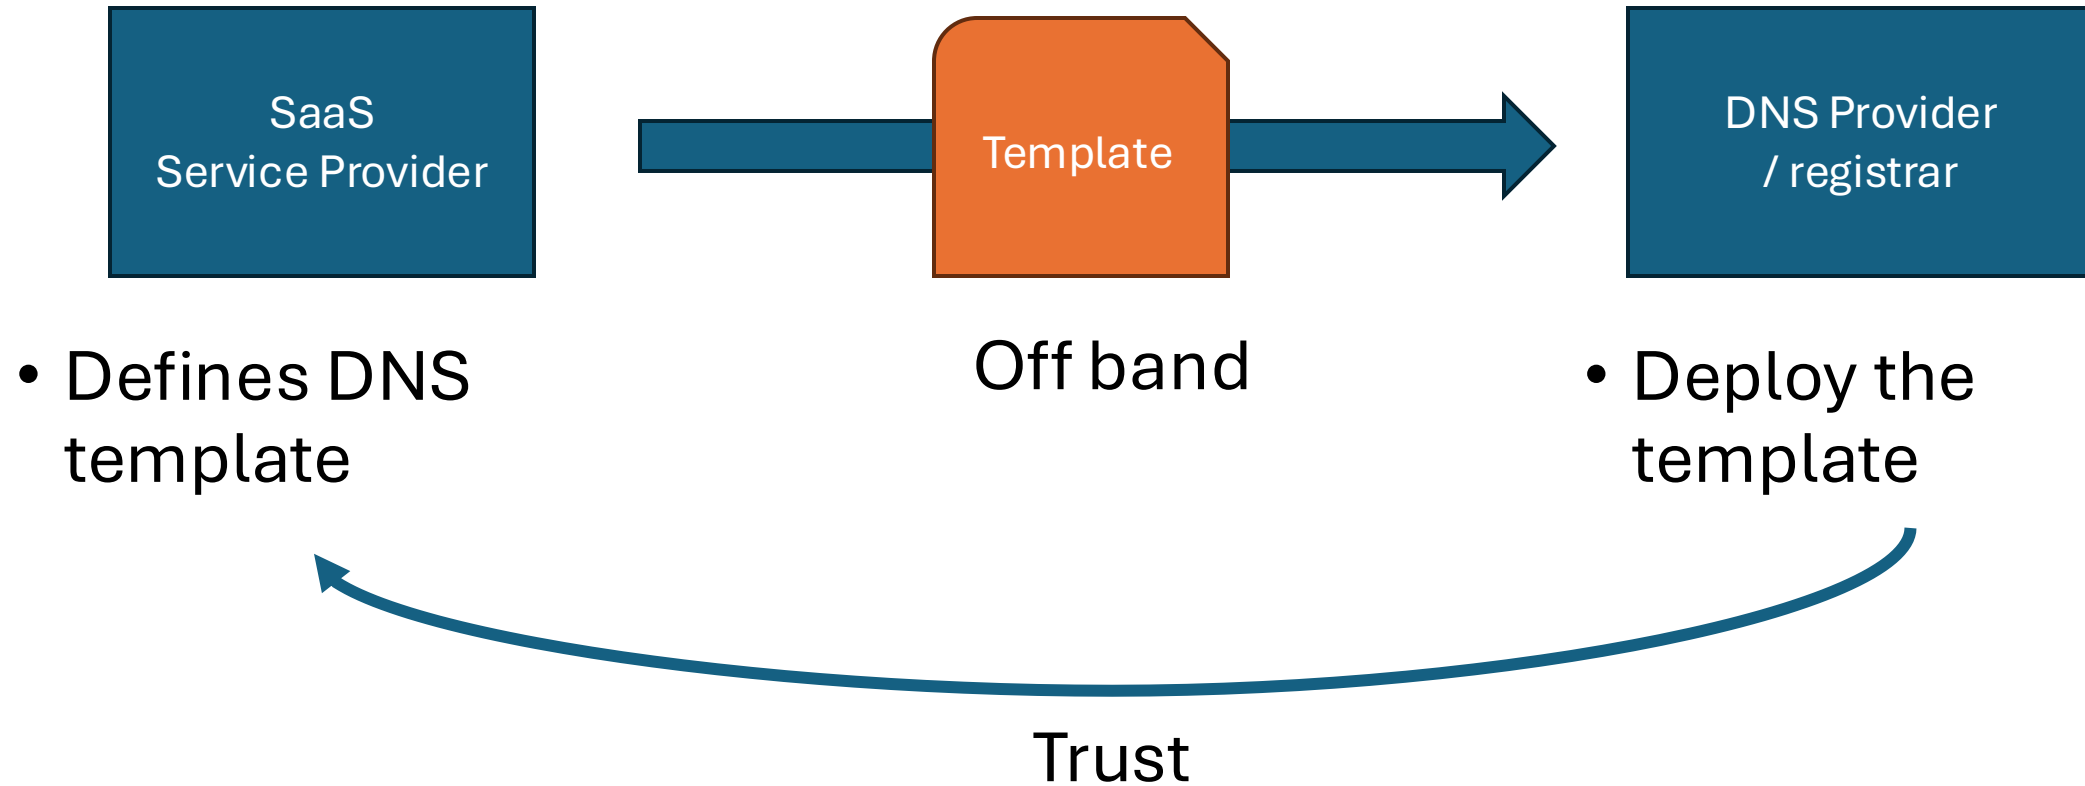 SaaS
Service Provider
Template
DNS Provider
/ registrar
• Defines DNS
template
Off band
• Deploy the
template
Trust